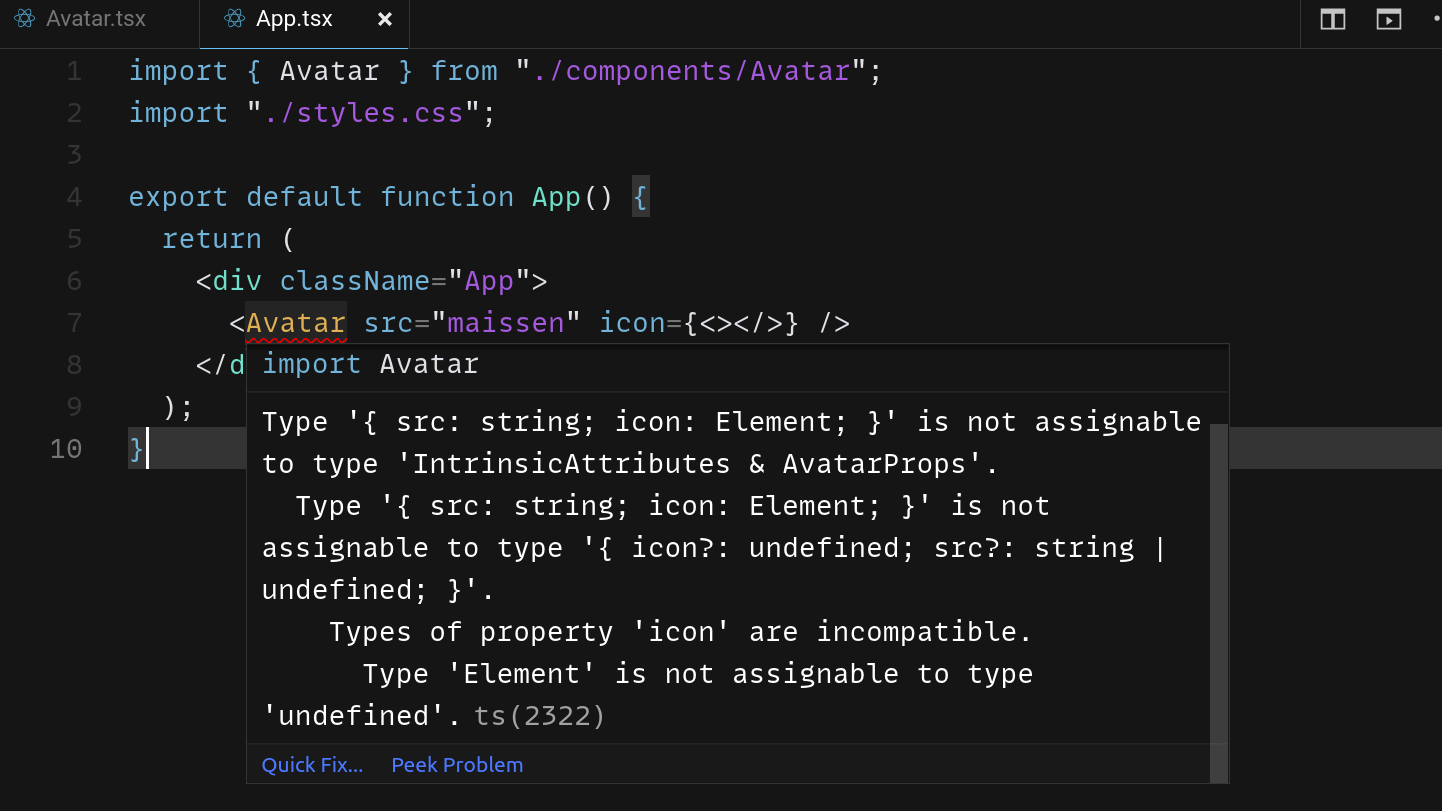 Avatar.tsx App.tsx
1 import { Avatar } from "./components/Avatar";
2 import "./styles.css";
3
4 export default function App() {
5 return (
6 <div className="App">
7 <Avatar src="maissen" icon={<></>} />
8 </d
9 );
10 }
import Avatar
Type '{ src: string; icon: Element; }' is not assignable
to type 'IntrinsicAttributes & AvatarProps'.
Type '{ src: string; icon: Element; }' is not
assignable to type '{ icon?: undefined; src?: string |
undefined; }'.
Types of property 'icon' are incompatible.
Type 'Element' is not assignable to type
'undefined'. ts(2322)
Quick Fix... Peek Problem